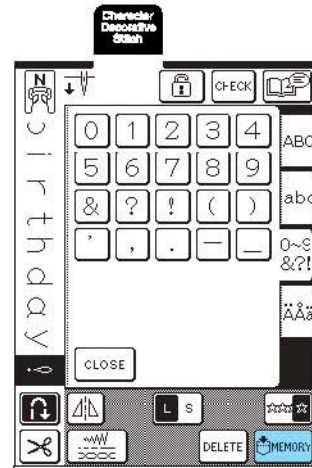 Character
Decorative
Stitch
N
CHECK
irthday
0 1 2 3 4
5 6 7 8 9
& ? ! ( )
' , . – _
CLOSE
ABC
abc
0~9
&?!
ÄÅä
L S
DELETE
MEMORY